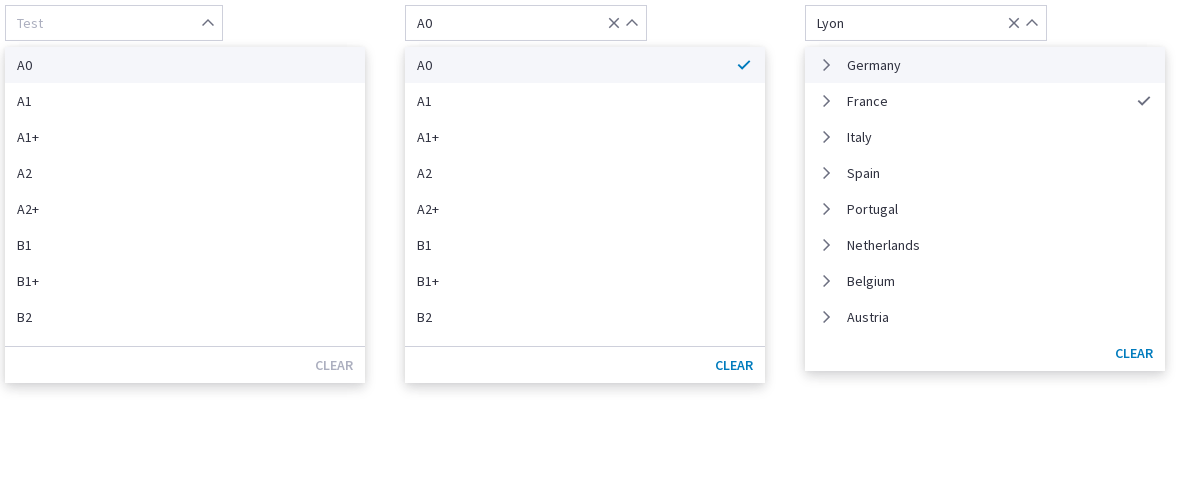 Test
A0
A1
A1+
A2
A2+
B1
B1+
B2
CLEAR
A0
A0
A1
A1+
A2
A2+
B1
B1+
B2
CLEAR
Lyon
Germany
France
Italy
Spain
Portugal
Netherlands
Belgium
Austria
CLEAR